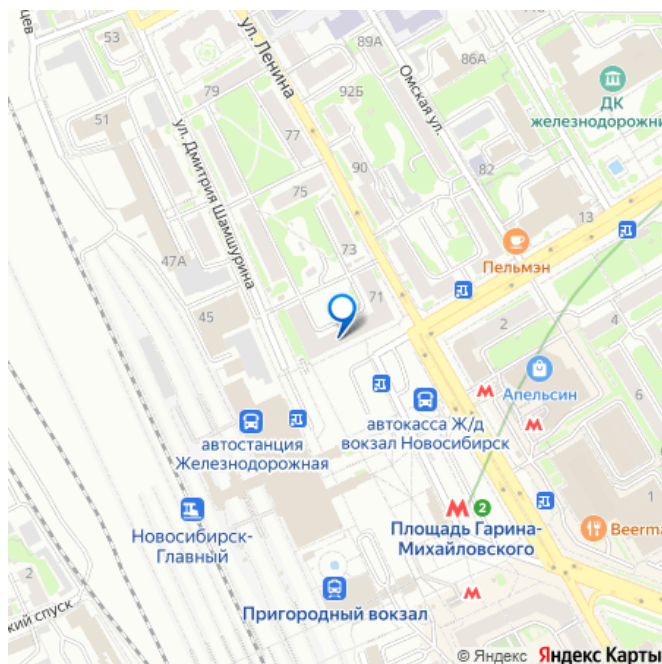 цев
53
ул. Ленина
89А
86А
Омская ул.
ДК
железнодорожни
79
92Б
51
ул. Дмитрия Шамшурина
77
90
82
75
13
47А
73
Пельмэн
71
45
2
4
Апельсин
6
автокасса Ж/д
вокзал Новосибирск
автостанция
Железнодорожная
М
М
М 2
1
Площадь Гарина-
Михайловского
Beerma
Новосибирск-
Главный
2
М
кий спуск
Пригородный вокзал
© Яндекс Яндекс Карты